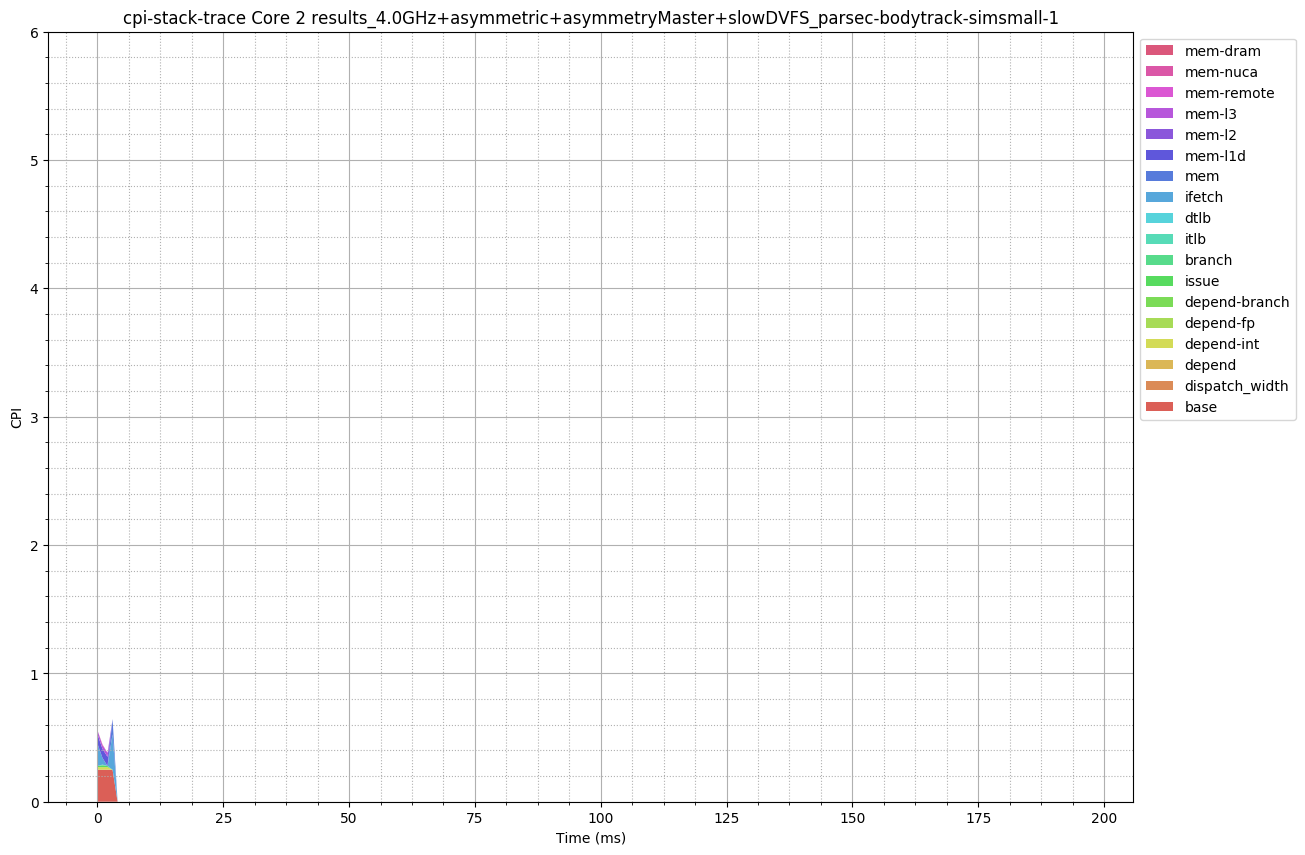 cpi-stack-trace Core 2 results_4.0GHz+asymmetric+asymmetryMaster+slowDVFS_parsec-bodytrack-simsmall-1
6
5
4
3
2
1
0
CPI
0 25 50 75 100 125 150 175 200
Time (ms)
mem-dram
mem-nuca
mem-remote
mem-l3
mem-l2
mem-l1d
mem
ifetch
dtlb
itlb
branch
issue
depend-branch
depend-fp
depend-int
depend
dispatch_width
base